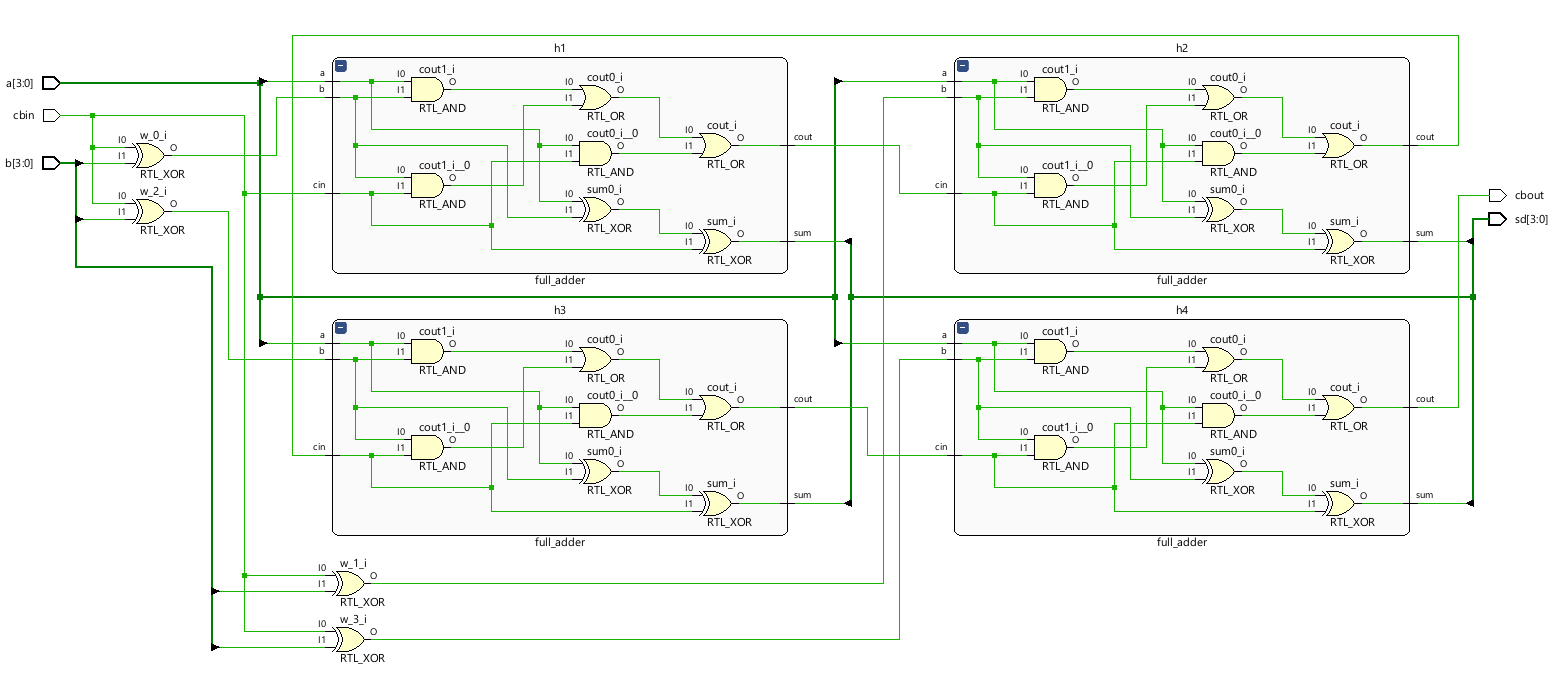 h1
h2
a[3:0]
cbin
b[3:0]
w_0_i
I0
I1
O
RTL_XOR
w_2_i
I0
I1
O
RTL_XOR
a
b
cin
cout1_i
I0
I1
O
RTL_AND
cout1_i__0
I0
I1
O
RTL_AND
cout0_i
I0
I1
O
RTL_OR
cout0_i__0
I0
I1
O
RTL_AND
sum0_i
I0
I1
O
RTL_XOR
cout_i
I0
I1
O
RTL_OR
sum_i
I0
I1
O
RTL_XOR
cout
sum
full_adder
a
b
cin
cout1_i
I0
I1
O
RTL_AND
cout1_i__0
I0
I1
O
RTL_AND
cout0_i
I0
I1
O
RTL_OR
cout0_i__0
I0
I1
O
RTL_AND
sum0_i
I0
I1
O
RTL_XOR
cout_i
I0
I1
O
RTL_OR
sum_i
I0
I1
O
RTL_XOR
cout
sum
full_adder
cbout
sd[3:0]
h3
a
b
cin
cout1_i
I0
I1
O
RTL_AND
cout1_i__0
I0
I1
O
RTL_AND
cout0_i
I0
I1
O
RTL_OR
cout0_i__0
I0
I1
O
RTL_AND
sum0_i
I0
I1
O
RTL_XOR
cout_i
I0
I1
O
RTL_OR
sum_i
I0
I1
O
RTL_XOR
cout
sum
full_adder
h4
a
b
cin
cout1_i
I0
I1
O
RTL_AND
cout1_i__0
I0
I1
O
RTL_AND
cout0_i
I0
I1
O
RTL_OR
cout0_i__0
I0
I1
O
RTL_AND
sum0_i
I0
I1
O
RTL_XOR
cout_i
I0
I1
O
RTL_OR
sum_i
I0
I1
O
RTL_XOR
cout
sum
full_adder
w_1_i
I0
I1
O
RTL_XOR
w_3_i
I0
I1
O
RTL_XOR